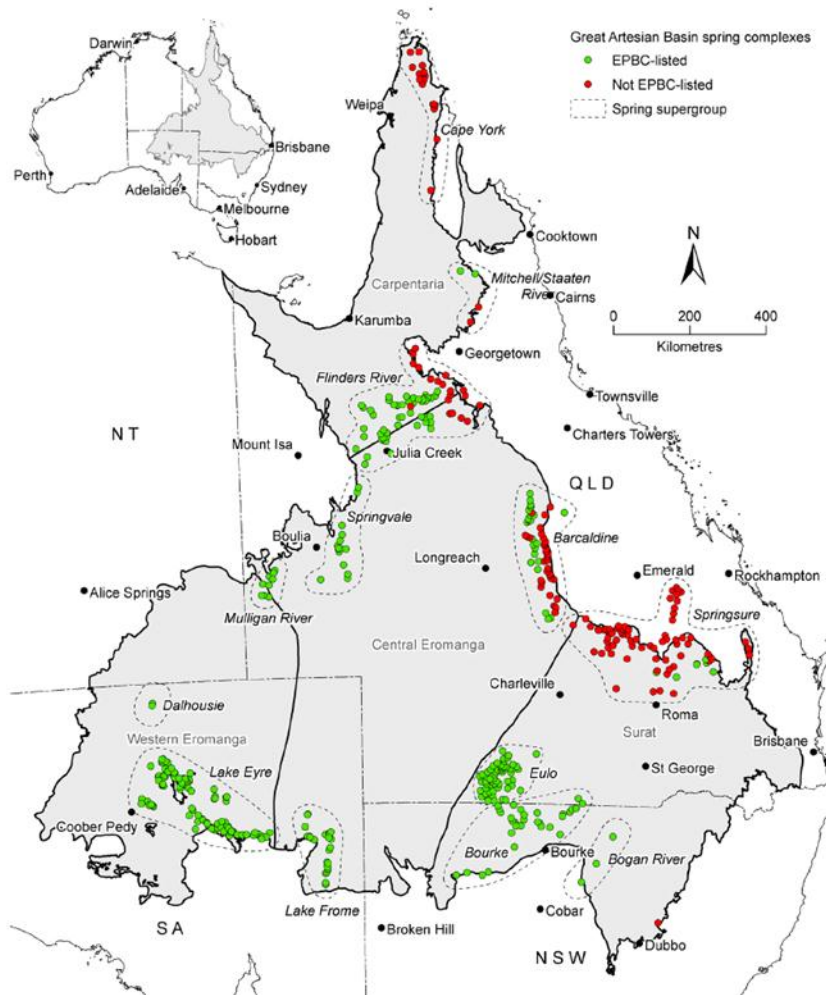 Great Artesian Basin spring complexes
EPBC-listed
Not EPBC-listed
Spring supergroup
Darwin
Brisbane
Perth
Adelaide
Sydney
Melbourne
Hobart
Weipa
Cape York
Cooktown
N
Carpentaria
Mitchell/Staaten
River
Cairns
0 200 400
Kilometres
Karumba
Georgetown
Flinders River
Townsville
NT
Mount Isa
Charters Towers
Julia Creek
QLD
Springvale
Boulia
Barcaldine
Longreach
Emerald
Rockhampton
Alice Springs
Springsure
Mulligan River
Central Eromanga
Charleville
Dalhousie
Roma
Western Eromanga
Surat
Brisbane
Lake Eyre
Eulo
St George
Coober Pedy
Bourke
Bourke
Bogan River
Lake Frome
Cobar
SA
Broken Hill
NSW
Dubbo